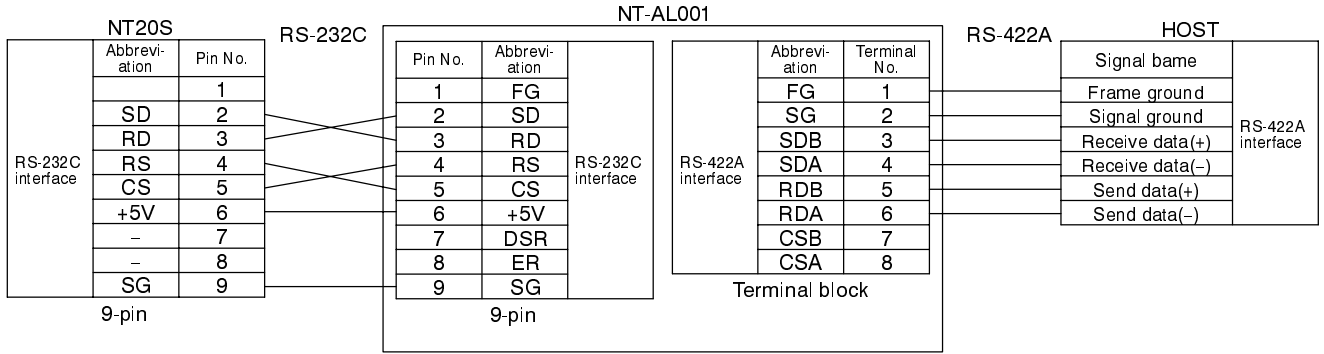 NT-AL001
NT20S
RS-232C
RS-422A
HOST
RS-232C
interface
Abbrevi-
ation
Pin No.
1
SD 2
RD 3
RS 4
CS 5
+5V 6
– 7
– 8
SG 9
9-pin
Pin No.
Abbrevi-
ation
1 FG
2 SD
3 RD
4 RS
5 CS
6 +5V
7 DSR
8 ER
9 SG
RS-232C
interface
9-pin
RS-422A
interface
Abbrevi-
ation
Terminal
No.
FG 1
SG 2
SDB 3
SDA 4
RDB 5
RDA 6
CSB 7
CSA 8
Terminal block
Signal bame
Frame ground
Signal ground
Receive data(+)
Receive data(–)
Send data(+)
Send data(–)
RS-422A
interface